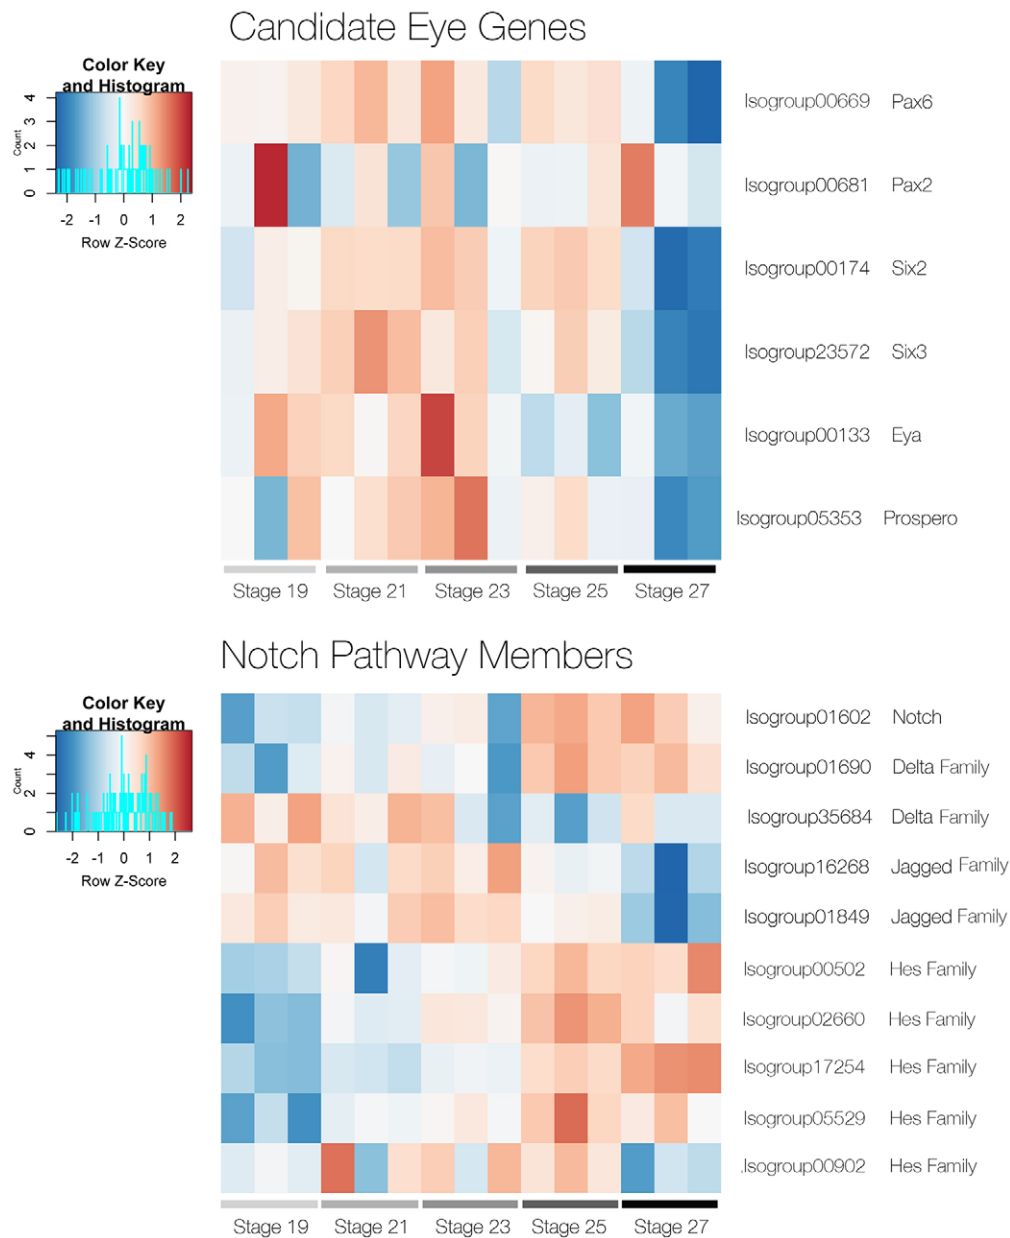 Candidate Eye Genes
Color Key
and Histogram
Count
0 1 2 3 4
-2 -1 0 1 2
Row Z-Score
Isogroup00669 Pax6
Isogroup00681 Pax2
Isogroup00174 Six2
Isogroup23572 Six3
Isogroup00133 Eya
Isogroup05353 Prospero
Stage 19 Stage 21 Stage 23 Stage 25 Stage 27
Notch Pathway Members
Color Key
and Histogram
Count
0 2 4
-2 -1 0 1 2
Row Z-Score
Isogroup01602 Notch
Isogroup01690 Delta Family
Isogroup35684 Delta Family
Isogroup16268 Jagged Family
Isogroup01849 Jagged Family
Isogroup00502 Hes Family
Isogroup02660 Hes Family
Isogroup17254 Hes Family
Isogroup05529 Hes Family
.Isogroup00902 Hes Family
Stage 19 Stage 21 Stage 23 Stage 25 Stage 27